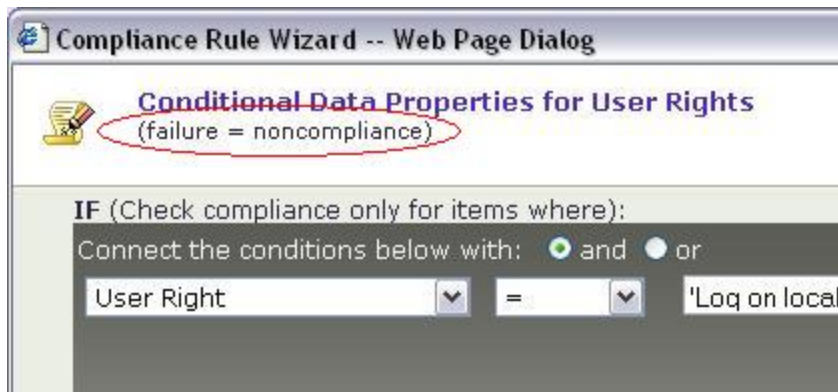 Compliance Rule Wizard -- Web Page Dialog
Conditional Data Properties for User Rights
(failure = noncompliance)
IF (Check compliance only for items where):
Connect the conditions below with: and or
User Right = 'Log on local